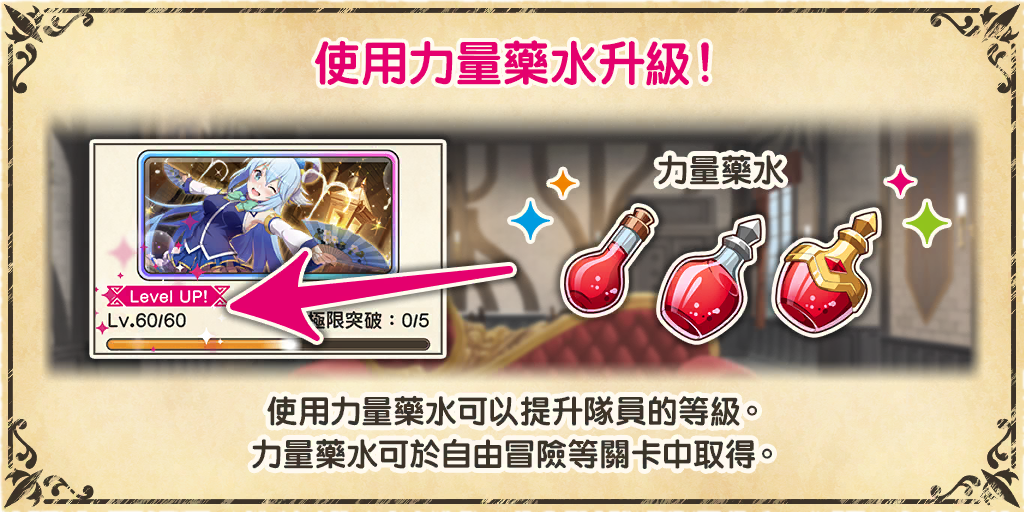 使用力量藥水升級！
力量藥水
Level UP!
Lv.60/60
極限突破：0/5
使用力量藥水可以提升隊員的等級。
力量藥水可於自由冒險等關卡中取得。